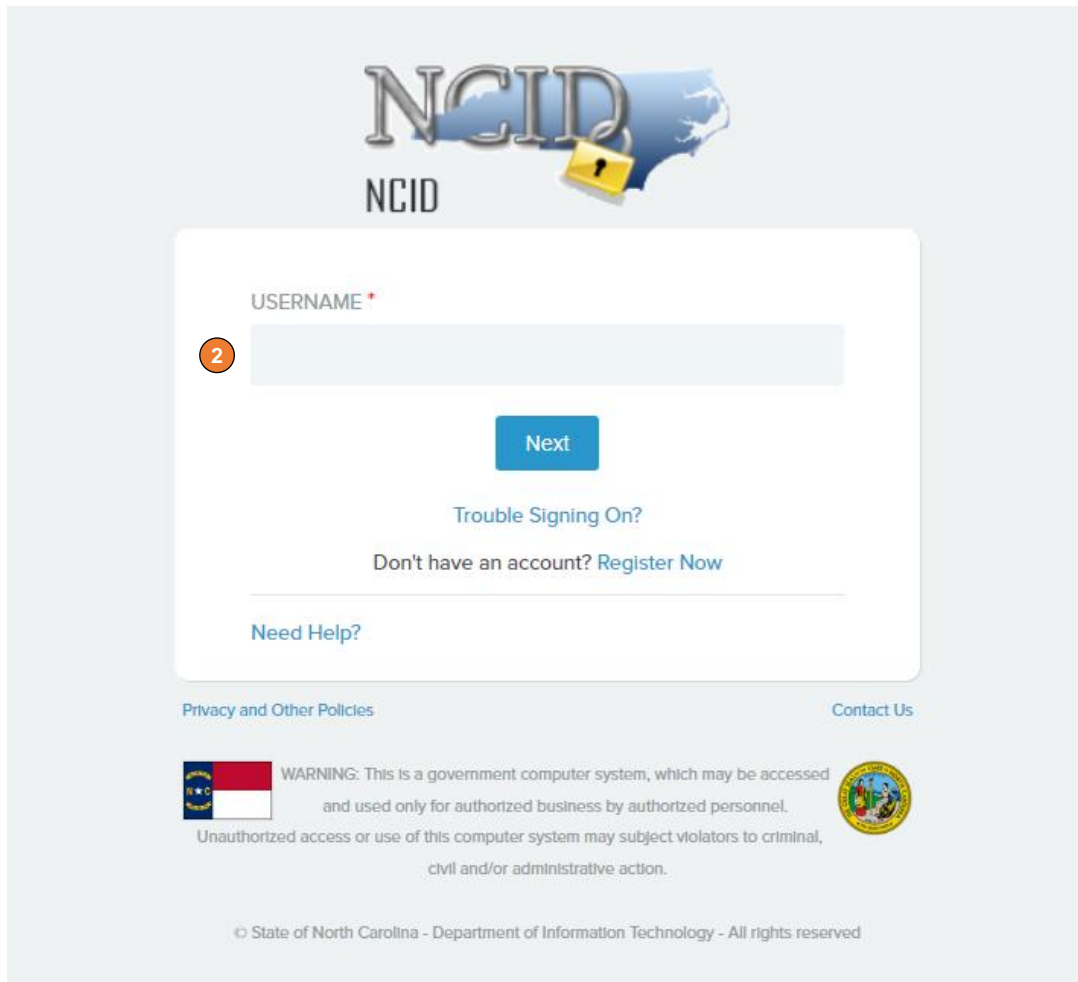 NCID
NCID
USERNAME *
2
Next
Trouble Signing On?
Don't have an account? Register Now
Need Help?
Privacy and Other Policies
Contact Us
N★C
WARNING: This is a government computer system, which may be accessed
and used only for authorized business by authorized personnel.
Unauthorized access or use of this computer system may subject violators to criminal,
civil and/or administrative action.
© State of North Carolina - Department of Information Technology - All rights reserved